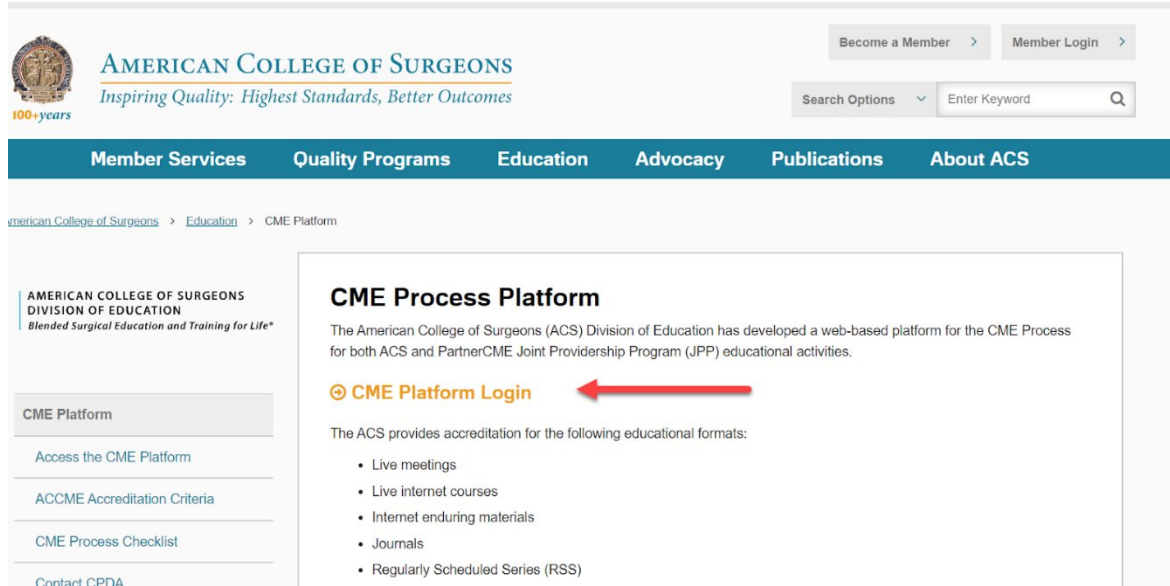 Become a Member
Member Login
AMERICAN COLLEGE OF SURGEONS
Inspiring Quality: Highest Standards, Better Outcomes
100+years
Search Options
Enter Keyword
Member Services Quality Programs Education Advocacy Publications About ACS
merican College of Surgeons > Education > CME Platform
AMERICAN COLLEGE OF SURGEONS
DIVISION OF EDUCATION
Blended Surgical Education and Training for Life*
CME Platform
Access the CME Platform
ACCME Accreditation Criteria
CME Process Checklist
Contact CPDA
CME Process Platform
The American College of Surgeons (ACS) Division of Education has developed a web-based platform for the CME Process
for both ACS and PartnerCME Joint Providership Program (JPP) educational activities.
CME Platform Login
The ACS provides accreditation for the following educational formats:
• Live meetings
• Live internet courses
• Internet enduring materials
• Journals
• Regularly Scheduled Series (RSS)